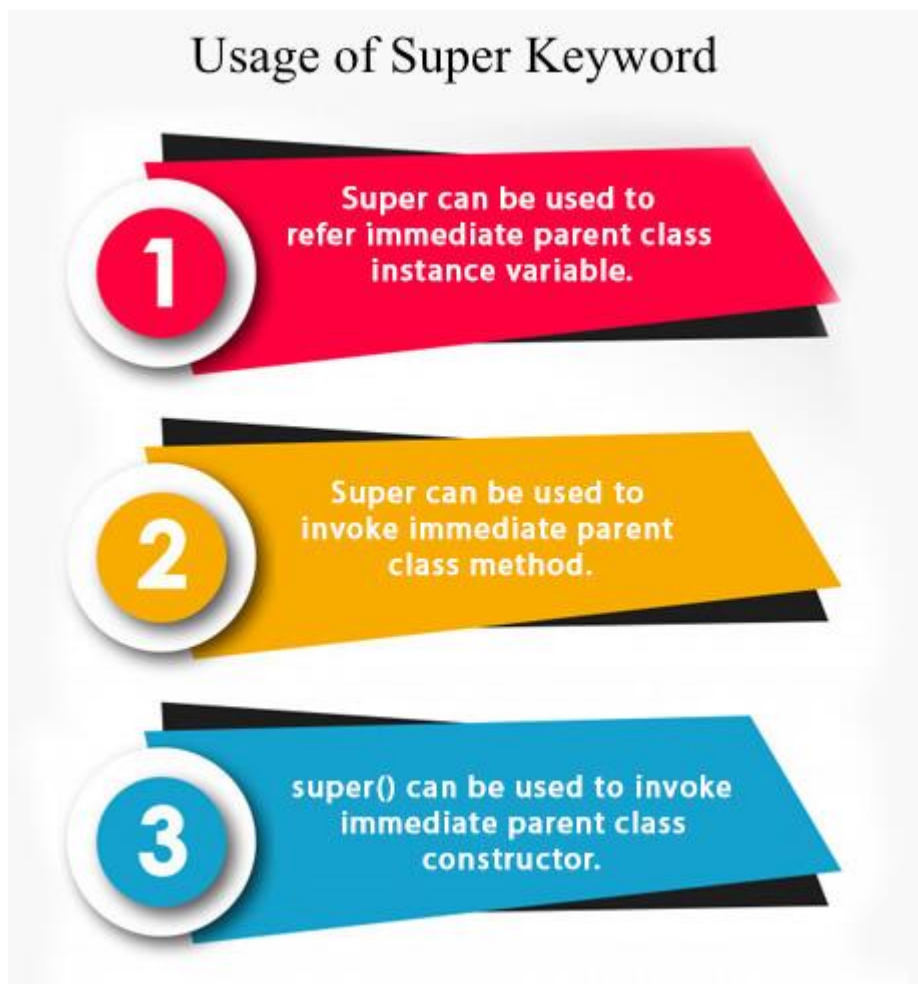 Usage of Super Keyword
1
Super can be used to
refer immediate parent class
instance variable.
2
Super can be used to
invoke immediate parent
class method.
3
super() can be used to invoke
immediate parent class
constructor.